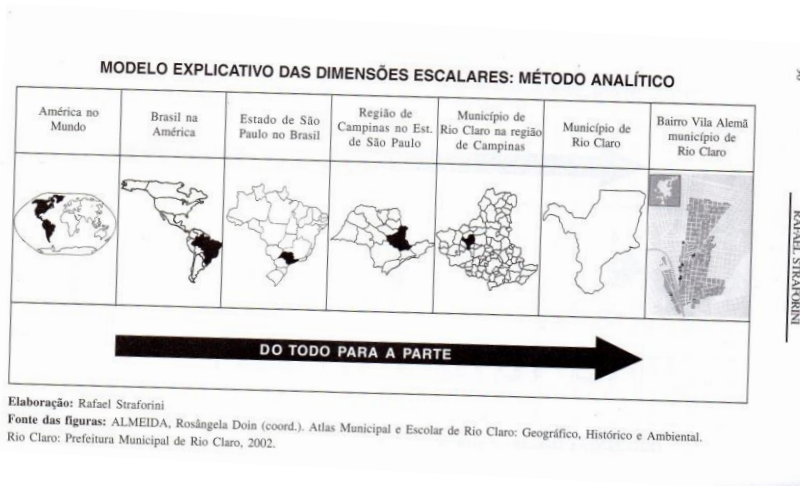 MODELO EXPLICATIVO DAS DIMENSÕES ESCALARES: MÉTODO ANALÍTICO
América no
Mundo
Brasil na
América
Estado de São
Paulo no Brasil
Região de
Campinas no Est.
de São Paulo
Município de
Rio Claro na região
de Campinas
Município de
Rio Claro
Bairro Vila Alemã
município de
Rio Claro
DO TODO PARA A PARTE
Elaboração: Rafael Straforini
Fonte das figuras: ALMEIDA, Rosângela Doin (coord.). Atlas Municipal e Escolar de Rio Claro: Geográfico, Histórico e Ambiental.
Rio Claro: Prefeitura Municipal de Rio Claro, 2002.
RAFAEL STRAFORINI